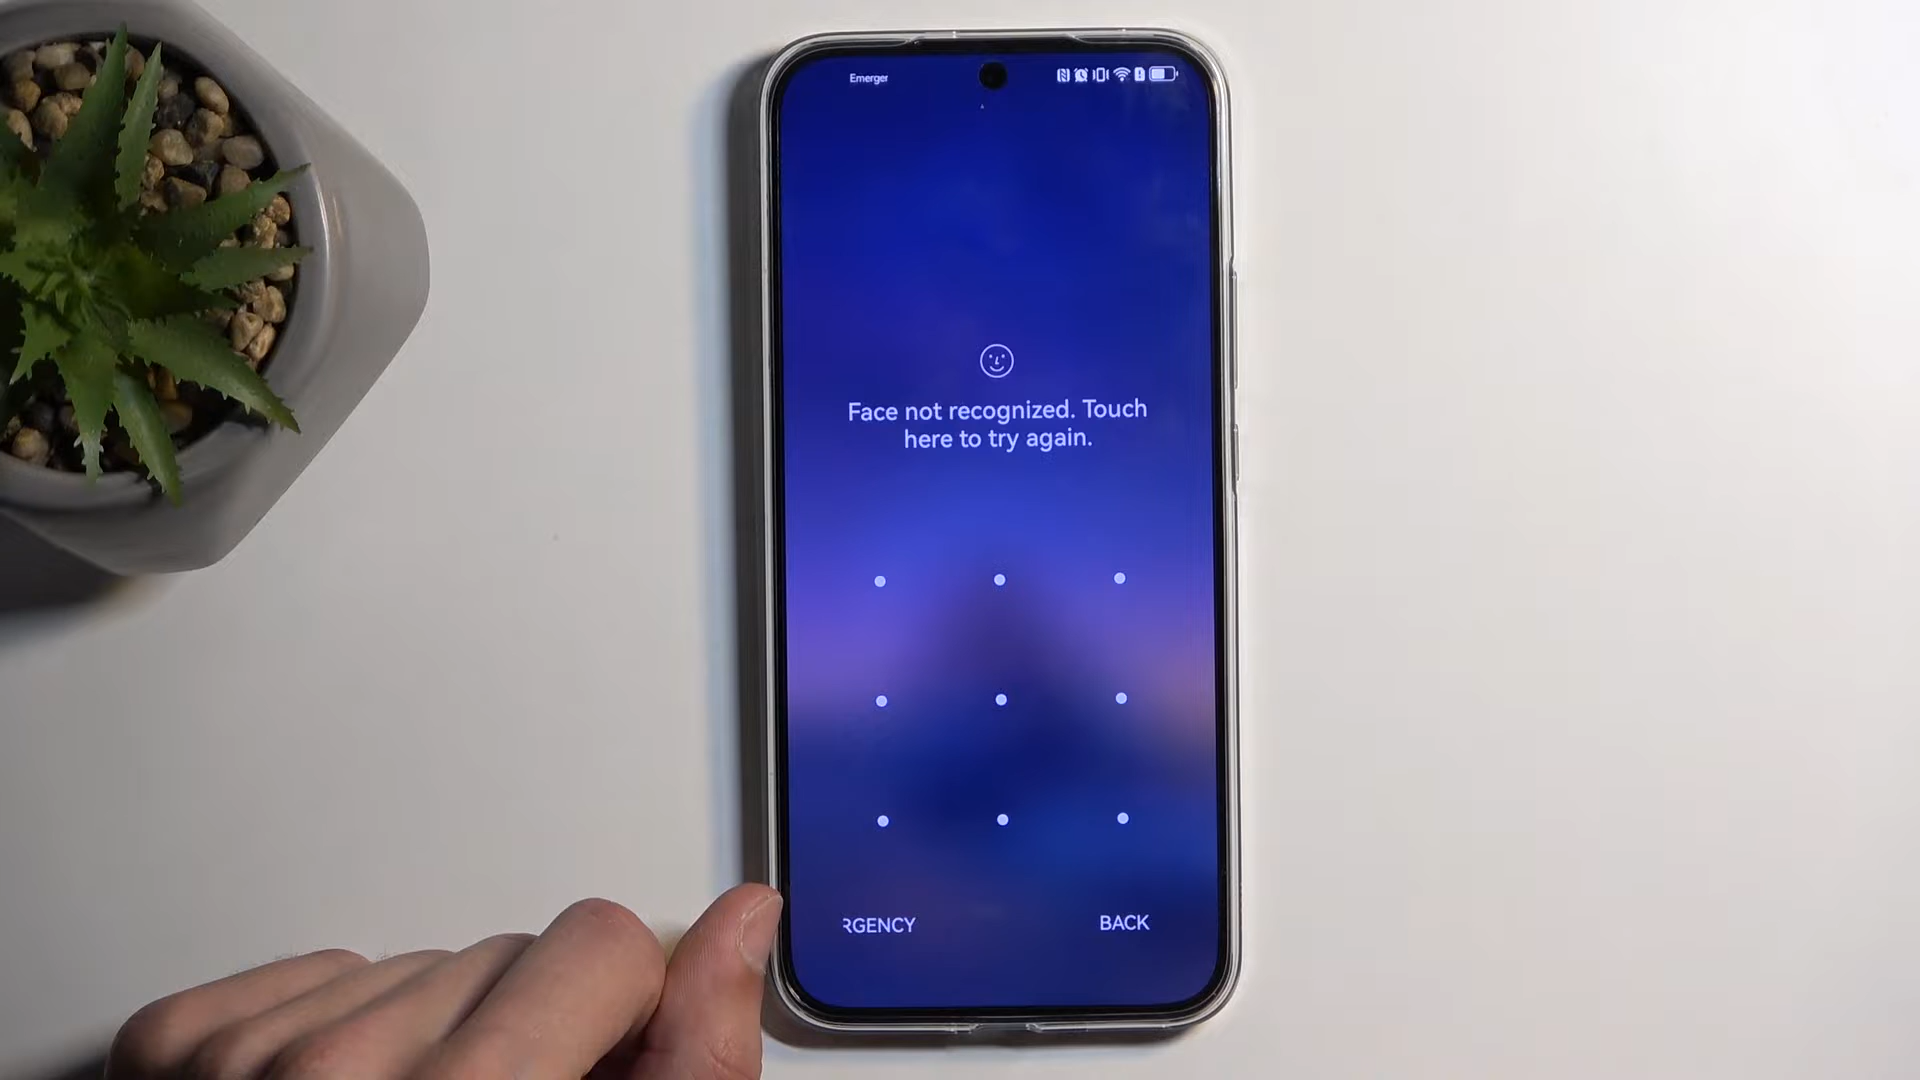 Emerger
Face not recognized. Touch
here to try again.
RGENCY
BACK